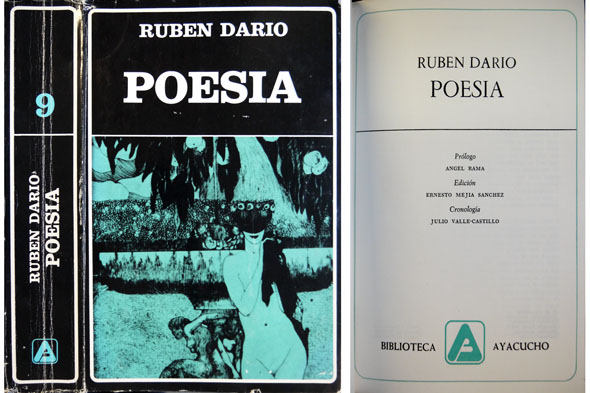 9
RUBEN DARIO
POESIA
RUBEN DARIO
POESIA
RUBEN DARIO
POESIA
Prólogo
ANGEL RAMA
Edición
ERNESTO MEJIA SANCHEZ
Cronología
JULIO VALLE-CASTILLO
BIBLIOTECA AYACUCHO